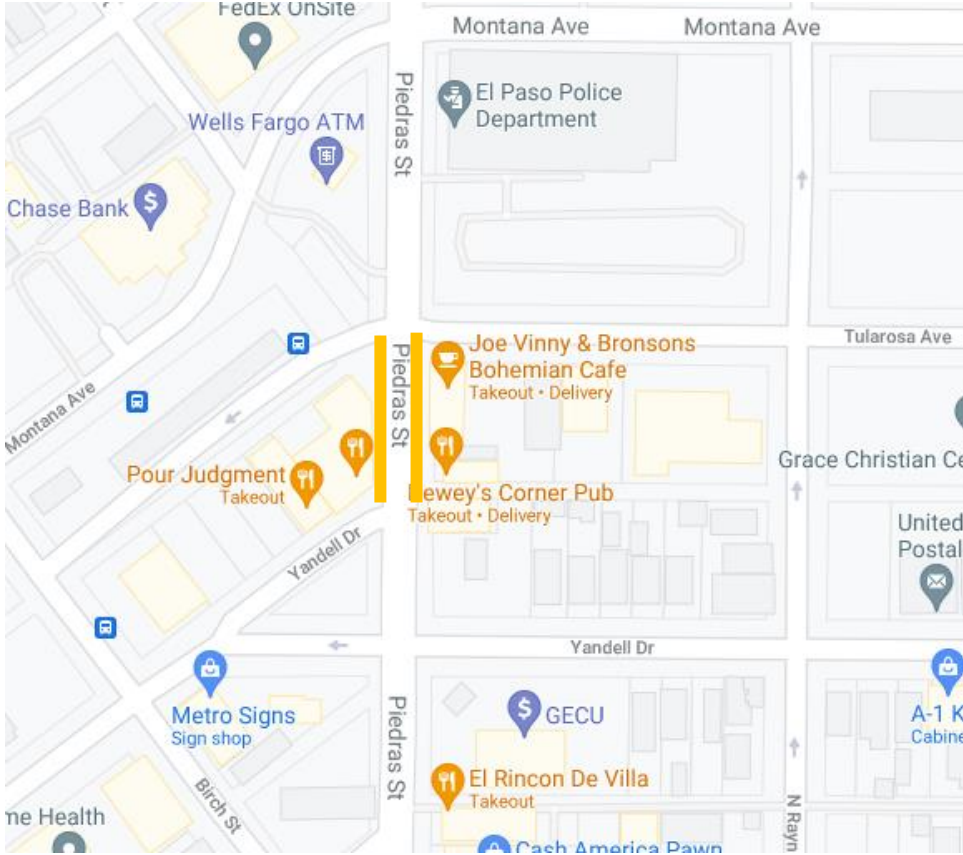 FedEx OnSite
Montana Ave
Montana Ave
Piedras St
El Paso Police
Department
Wells Fargo ATM
Chase Bank
Tularosa Ave
Joe Vinny & Bronsons
Bohemian Cafe
Takeout • Delivery
Piedras St
Montana Ave
Pour Judgment
Takeout
Grace Christian Ce
Dewey's Corner Pub
Takeout • Delivery
United
Postal
Yandell Dr
Yandell Dr
Metro Signs
Sign shop
Piedras St
GECU
A-1 K
Cabine
El Rincon De Villa
Takeout
Birch St
N Rayn
me Health
Cash America Pawn